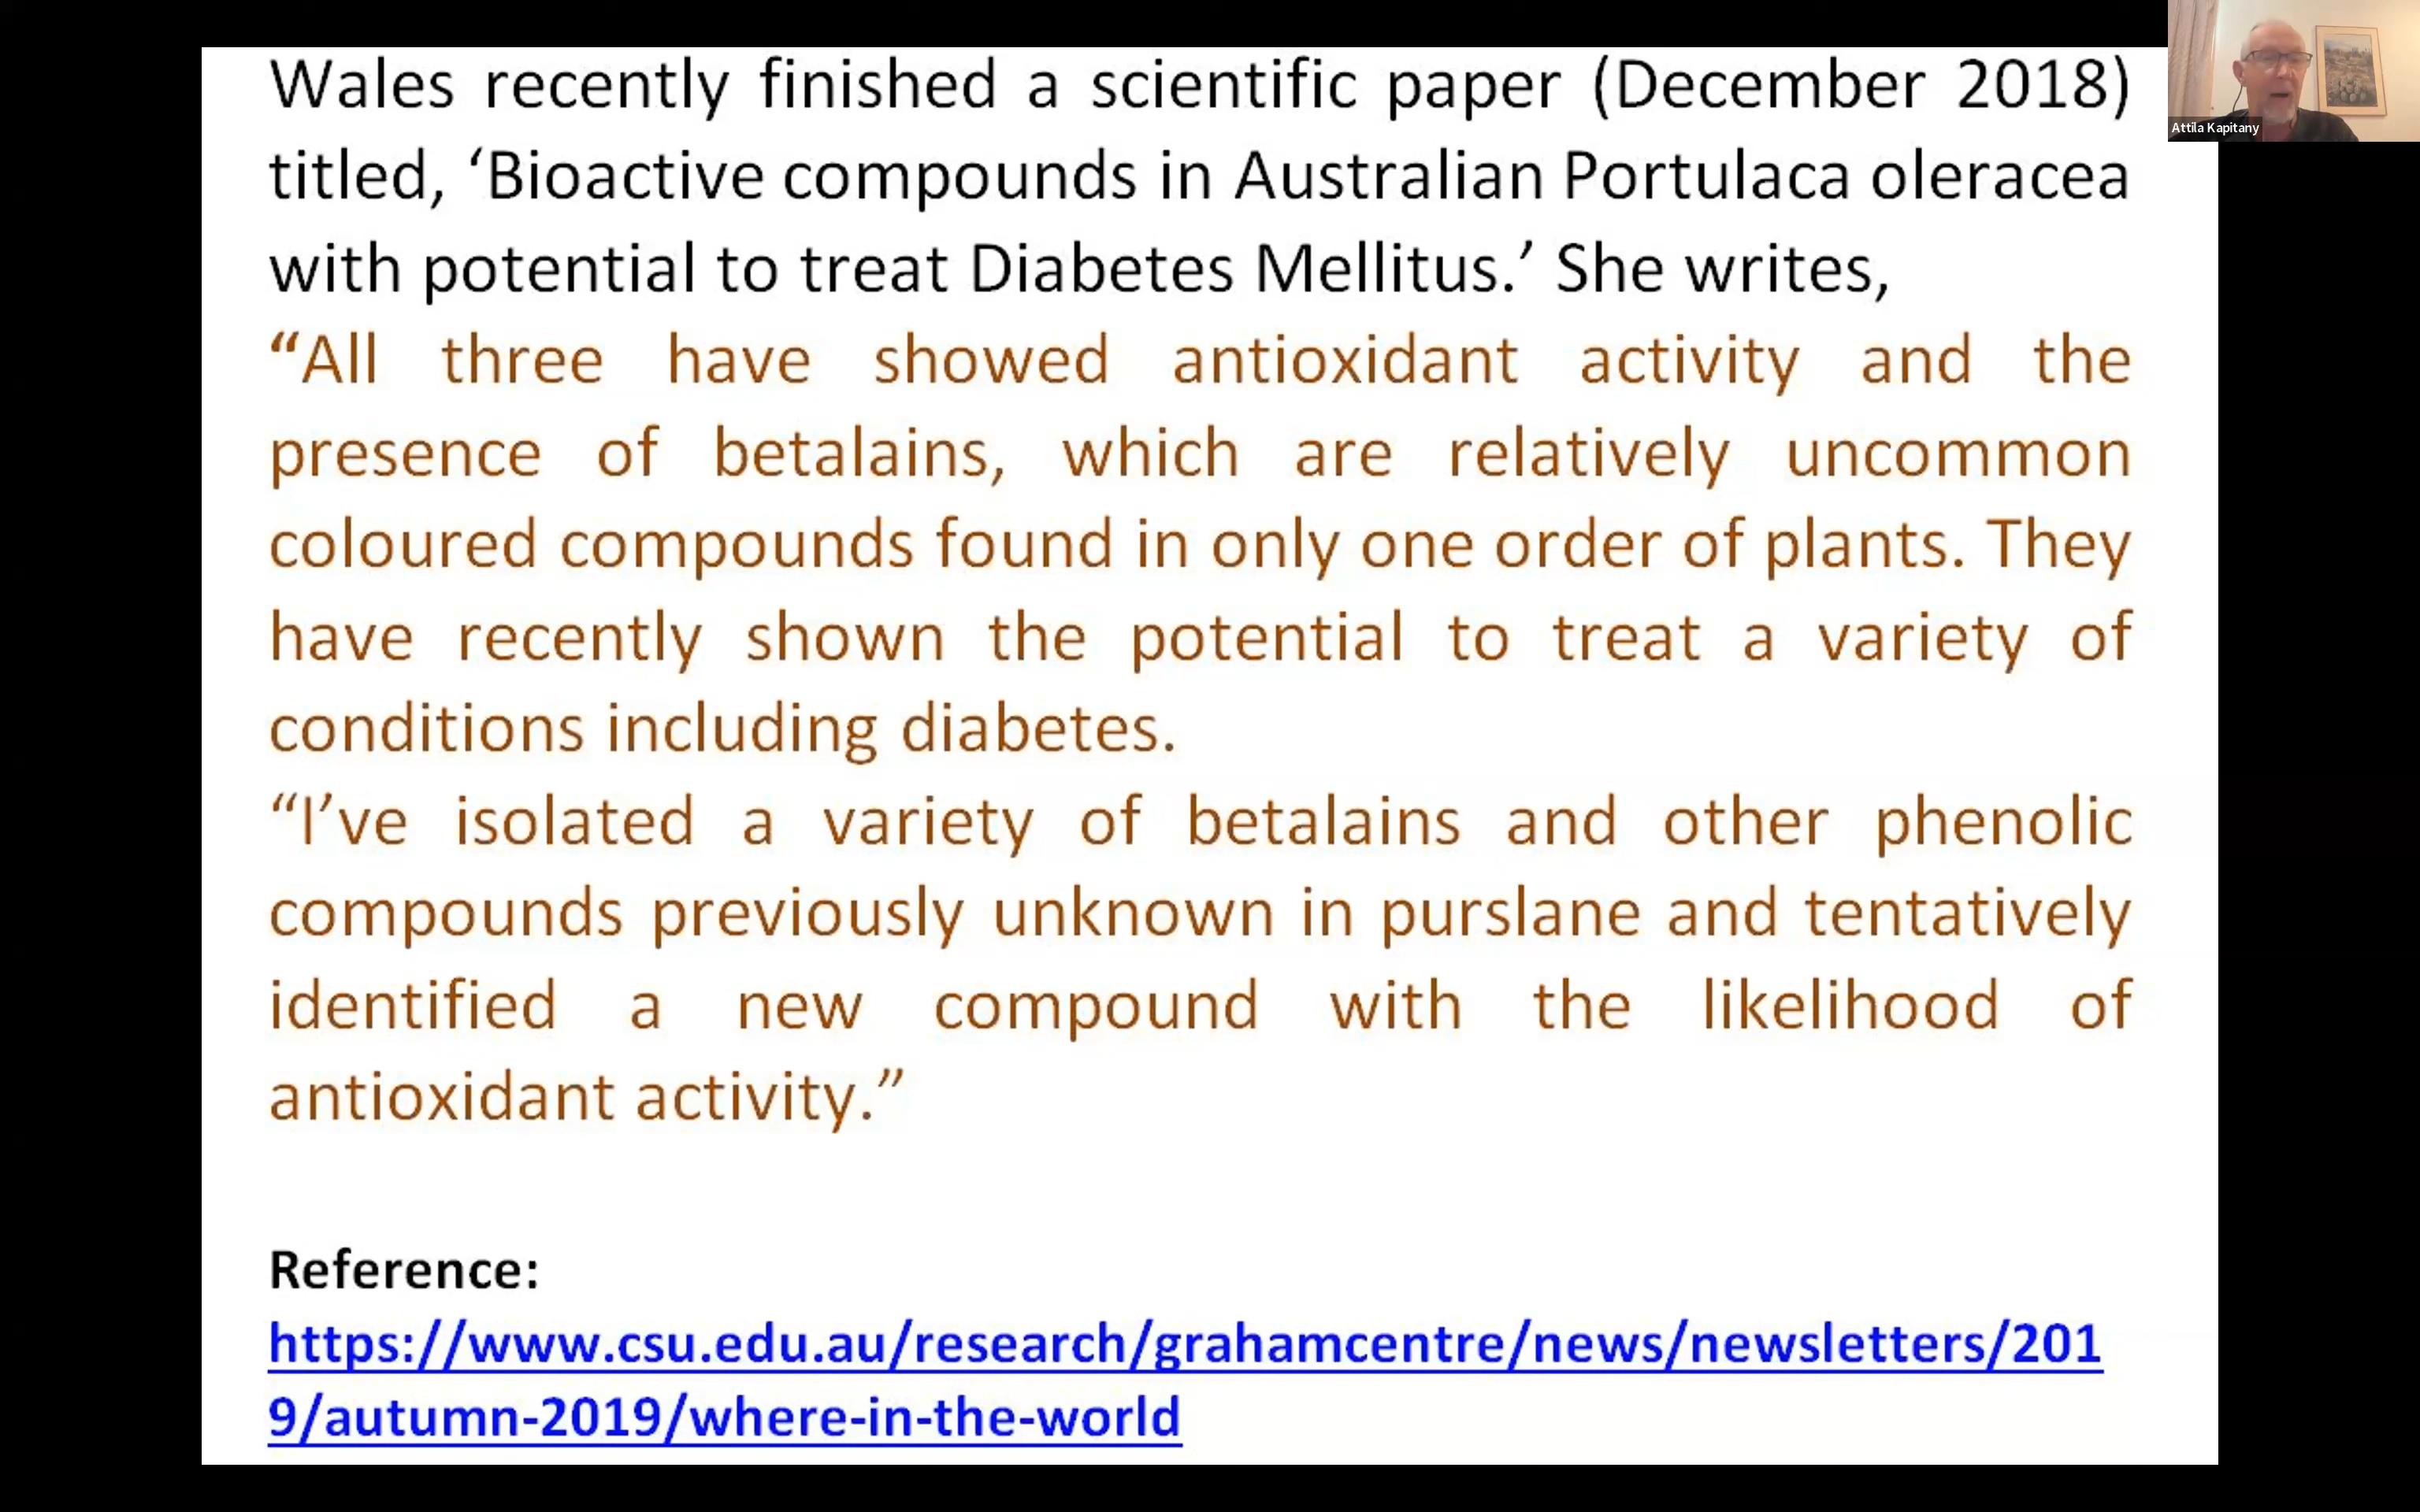 Wales recently finished a scientific paper (December 2018)
titled, ‘Bioactive compounds in Australian Portulaca oleracea
with potential to treat Diabetes Mellitus.’ She writes,
“All three have showed antioxidant activity and the
presence of betalains, which are relatively uncommon
coloured compounds found in only one order of plants. They
have recently shown the potential to treat a variety of
conditions including diabetes.
“I’ve isolated a variety of betalains and other phenolic
compounds previously unknown in purslane and tentatively
identified a new compound with the likelihood of
antioxidant activity.”
Reference:
https://www.csu.edu.au/research/grahamcentre/news/newsletters/201
9/autumn-2019/where-in-the-world
Attila Kapitany